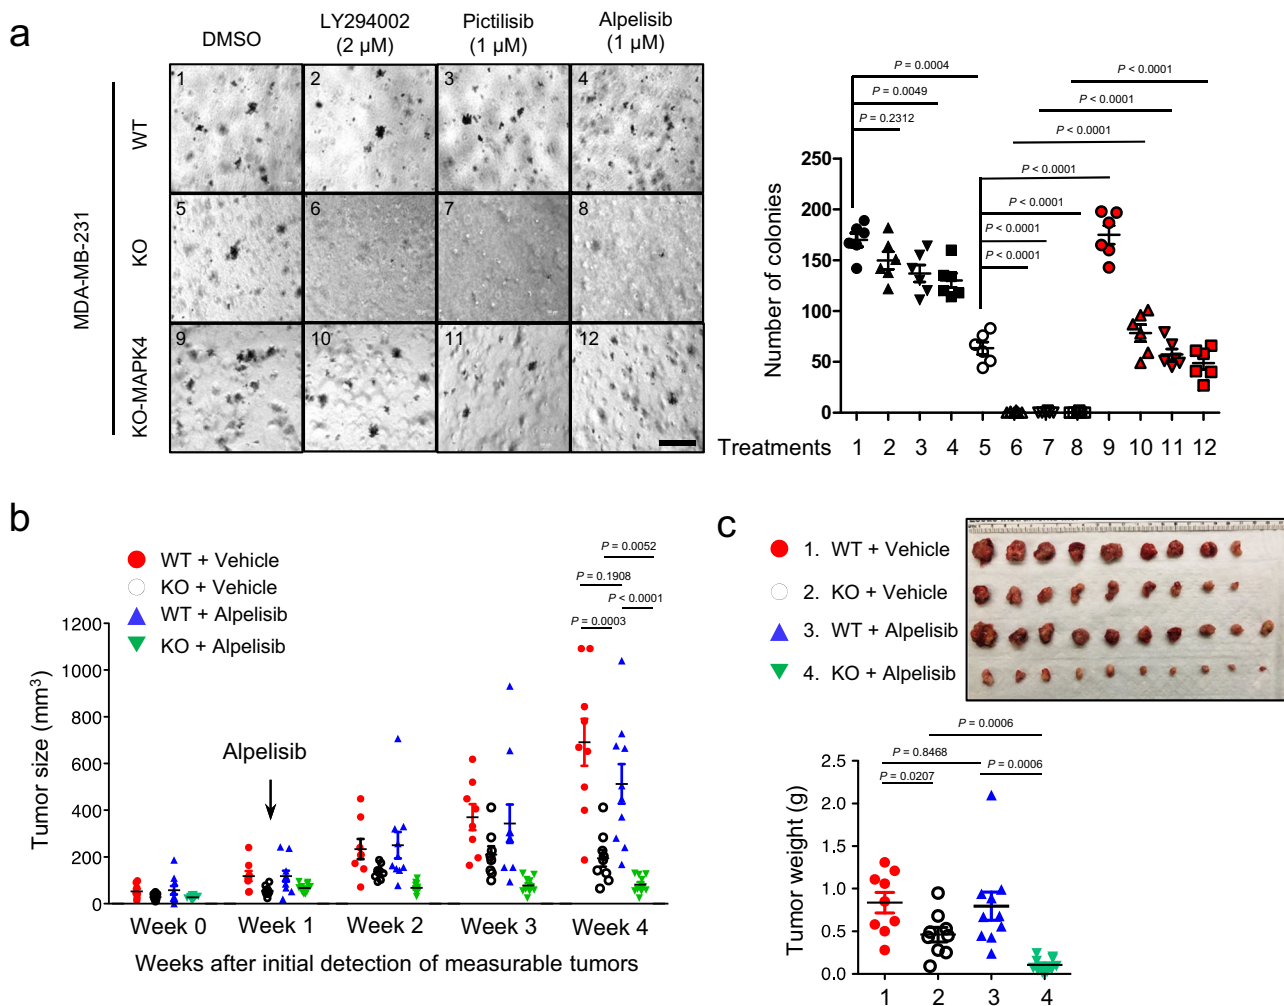 a
DMSO
LY294002
(2 µM)
Pictilisib
(1 µM)
Alpelisib
(1 µM)
MDA-MB-231
WT
KO
KO-MAPK4
1
2
3
4
5
6
7
8
9
10
11
12
P = 0.0004
P = 0.0049
P = 0.2312
P < 0.0001
P < 0.0001
P < 0.0001
P < 0.0001
P < 0.0001
P < 0.0001
P < 0.0001
Number of colonies
250
200
150
100
50
0
Treatments 1 2 3 4 5 6 7 8 9 10 11 12
b
WT + Vehicle
KO + Vehicle
WT + Alpelisib
KO + Alpelisib
P = 0.0052
P = 0.1908
P < 0.0001
P = 0.0003
Tumor size (mm³)
1200
1000
800
600
400
200
0
Alpelisib
Week 0 Week 1 Week 2 Week 3 Week 4
Weeks after initial detection of measurable tumors
c
1. WT + Vehicle
2. KO + Vehicle
3. WT + Alpelisib
4. KO + Alpelisib
P = 0.0006
P = 0.8468
P = 0.0207
P = 0.0006
Tumor weight (g)
2.5
2.0
1.5
1.0
0.5
0.0
1 2 3 4